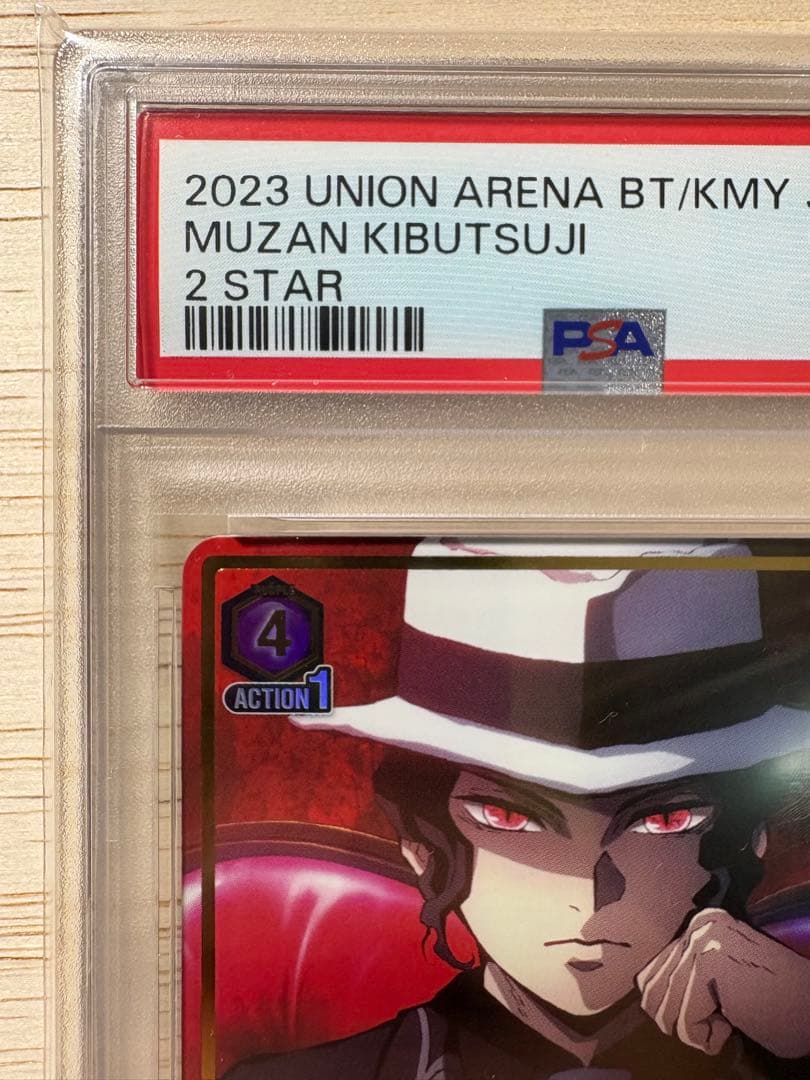 2023 UNION ARENA BT/KMY
MUZAN KIBUTSUJI
2 STAR
PSA
4
ACTION 1